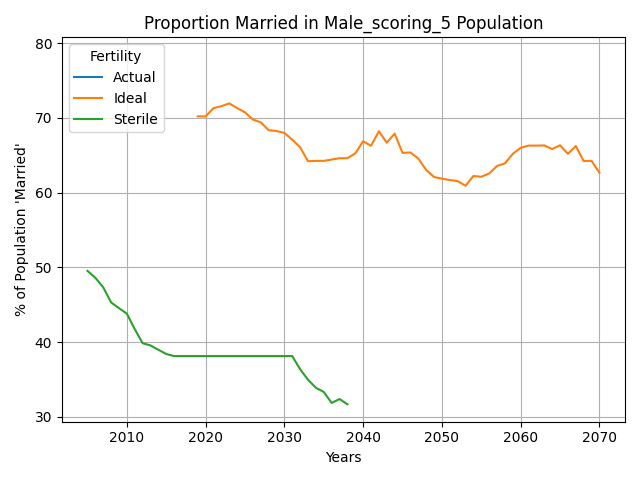 Proportion Married in Male_scoring_5 Population
% of Population 'Married'
80
70
60
50
40
30
Fertility
Actual
Ideal
Sterile
2010 2020 2030 2040 2050 2060 2070
Years